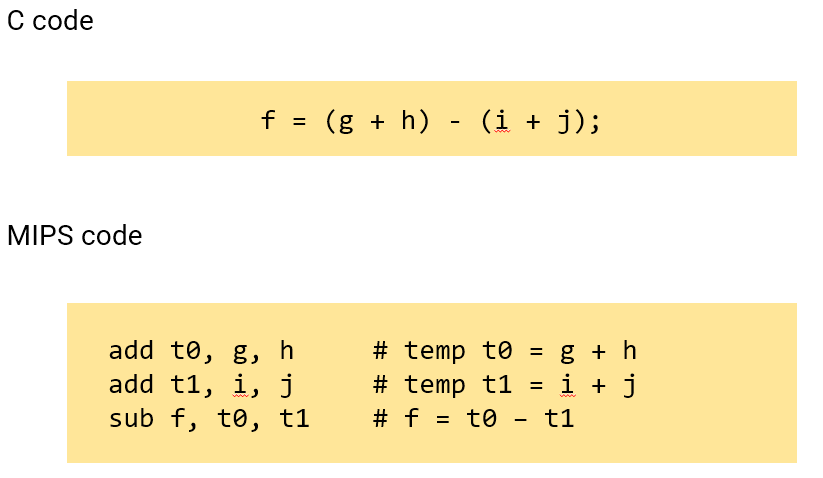 C code
f = (g + h) - (i + j);
MIPS code
add t0, g, h # temp t0 = g + h
add t1, i, j # temp t1 = i + j
sub f, t0, t1 # f = t0 – t1